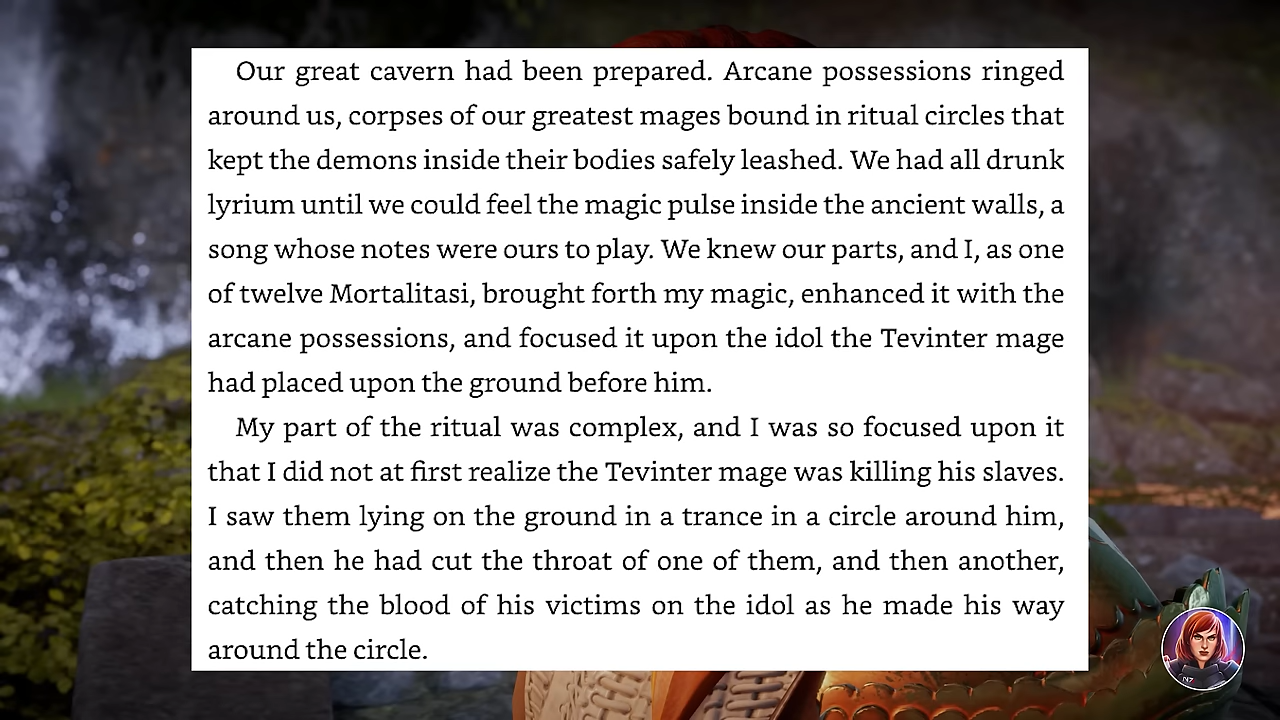 Our great cavern had been prepared. Arcane possessions ringed
around us, corpses of our greatest mages bound in ritual circles that
kept the demons inside their bodies safely leashed. We had all drunk
lyrium until we could feel the magic pulse inside the ancient walls, a
song whose notes were ours to play. We knew our parts, and I, as one
of twelve Mortalitasi, brought forth my magic, enhanced it with the
arcane possessions, and focused it upon the idol the Tevinter mage
had placed upon the ground before him.
My part of the ritual was complex, and I was so focused upon it
that I did not at first realize the Tevinter mage was killing his slaves.
I saw them lying on the ground in a trance in a circle around him,
and then he had cut the throat of one of them, and then another,
catching the blood of his victims on the idol as he made his way
around the circle.
N7